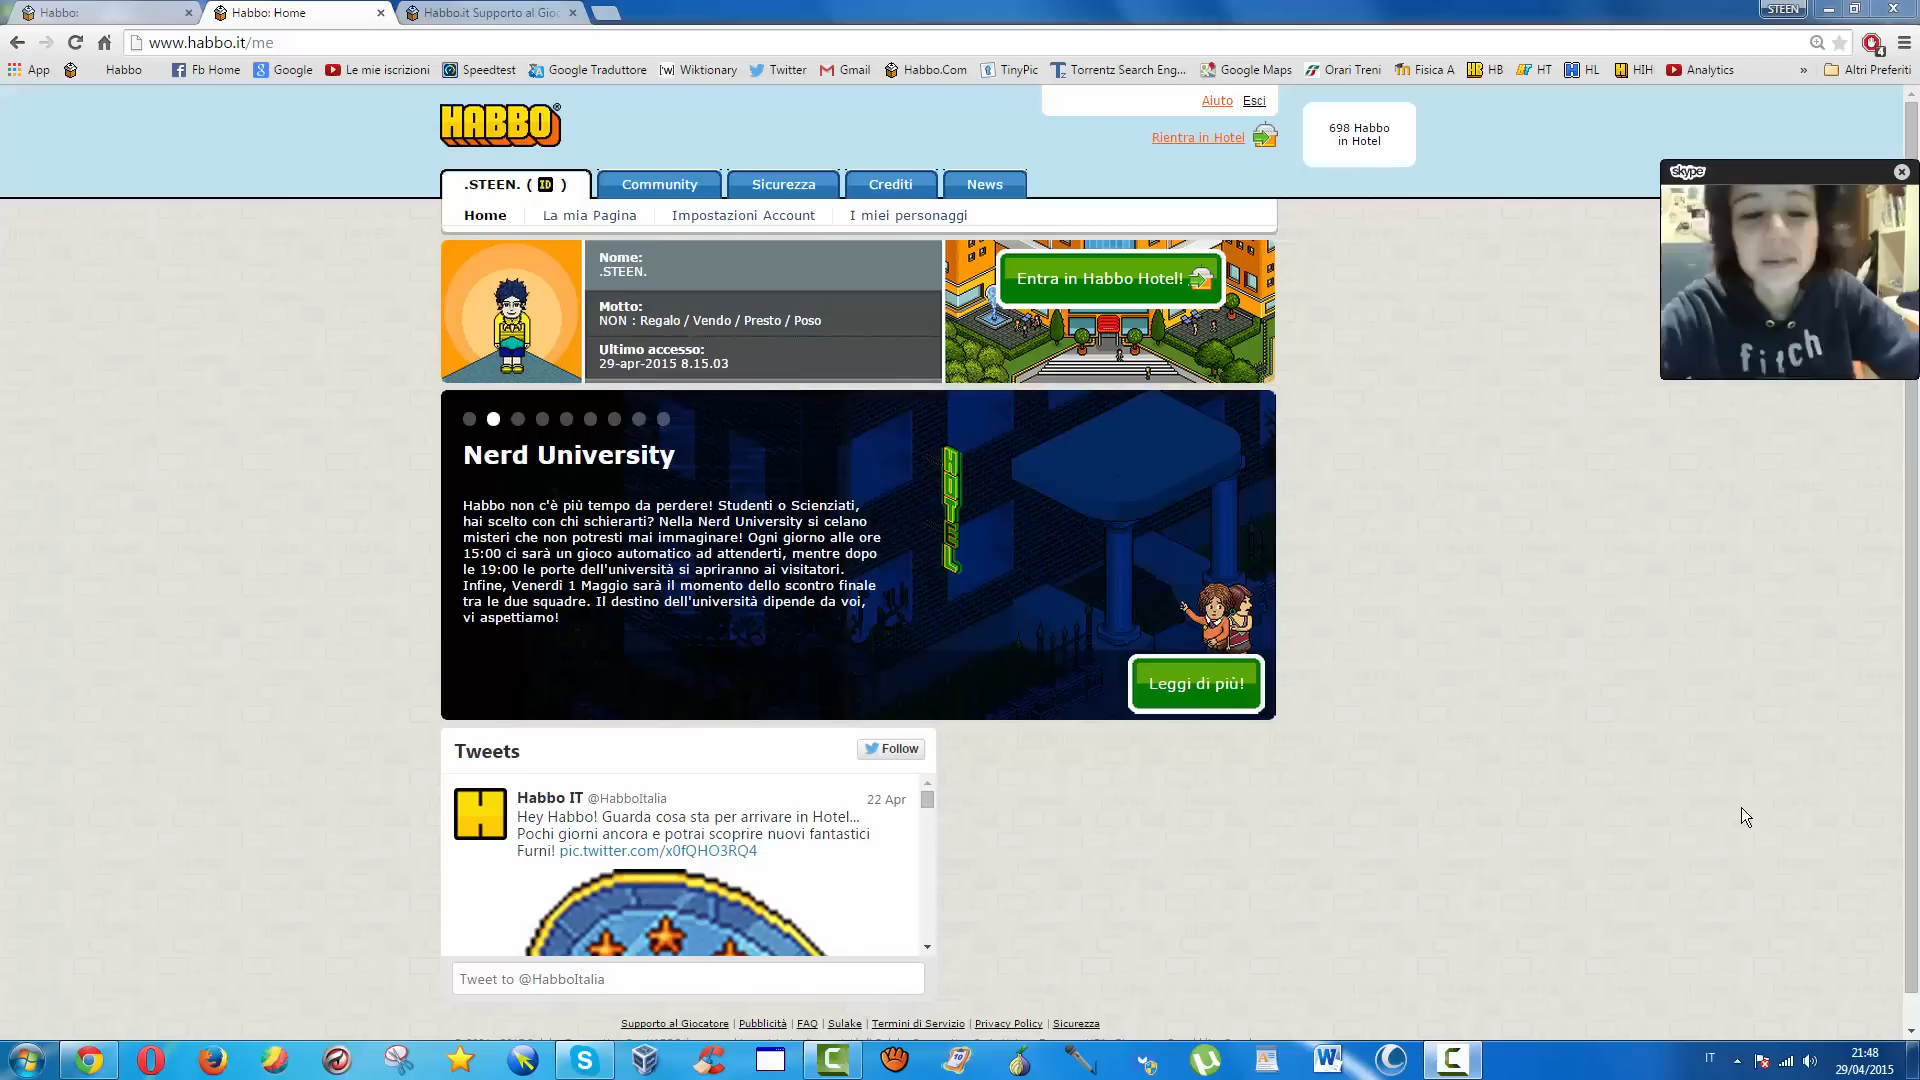 Habbo:
Habbo: Home
Habbo.it Supporto al Gioc
STEEN
www.habbo.it/me
4
App
Habbo
Fb Home
Google
Le mie iscrizioni
Speedtest
Google Traduttore
Wiktionary
Twitter
Gmail
Habbo.Com
TinyPic
Torrentz Search Eng...
Google Maps
Orari Treni
Fisica A
HB
HT
HL
HIH
Analytics
»
Altri Preferiti
HABBO
Aiuto
Esci
Rientra in Hotel
698 Habbo
in Hotel
skype
fitch
.STEEN. ( ID )
Community
Sicurezza
Crediti
News
Home
La mia Pagina
Impostazioni Account
I miei personaggi
Nome:
.STEEN.
Motto:
NON : Regalo / Vendo / Presto / Poso
Ultimo accesso:
29-apr-2015 8.15.03
Entra in Habbo Hotel!
Nerd University
Habbo non c'è più tempo da perdere! Studenti o Scienziati,
hai scelto con chi schierarti? Nella Nerd University si celano
misteri che non potresti mai immaginare! Ogni giorno alle ore
15:00 ci sarà un gioco automatico ad attenderti, mentre dopo
le 19:00 le porte dell'università si apriranno ai visitatori.
Infine, Venerdì 1 Maggio sarà il momento dello scontro finale
tra le due squadre. Il destino dell'università dipende da voi,
vi aspettiamo!
HOTEL
Leggi di più!
Tweets
Follow
Habbo IT @HabboItalia
22 Apr
Hey Habbo! Guarda cosa sta per arrivare in Hotel...
Pochi giorni ancora e potrai scoprire nuovi fantastici
Furni! pic.twitter.com/x0fQHO3RQ4
Tweet to @HabboItalia
Supporto al Giocatore | Pubblicità | FAQ | Sulake | Termini di Servizio | Privacy Policy | Sicurezza
IT
21:48
29/04/2015